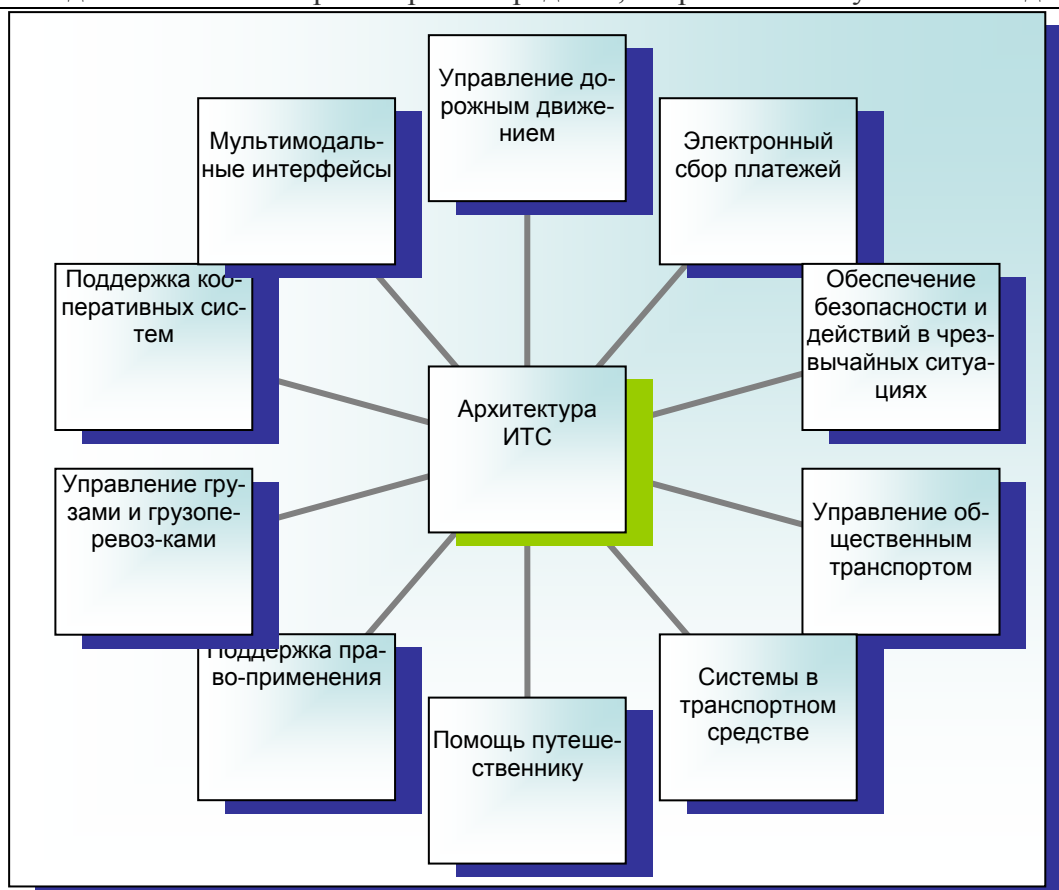 Управление до-
рожным движе-
нием
Мультимодаль-
ные интерфейсы
Электронный
сбор платежей
Поддержка коо-
перативных сис-
тем
Обеспечение
безопасности и
действий в чрез-
вычайных ситуа-
циях
Архитектура
ИТС
Управление гру-
зами и грузопе-
ревоз-ками
Управление об-
щественным
транспортом
Поддержка пра-
во-применения
Системы в
транспортном
средстве
Помощь путеше-
ственнику